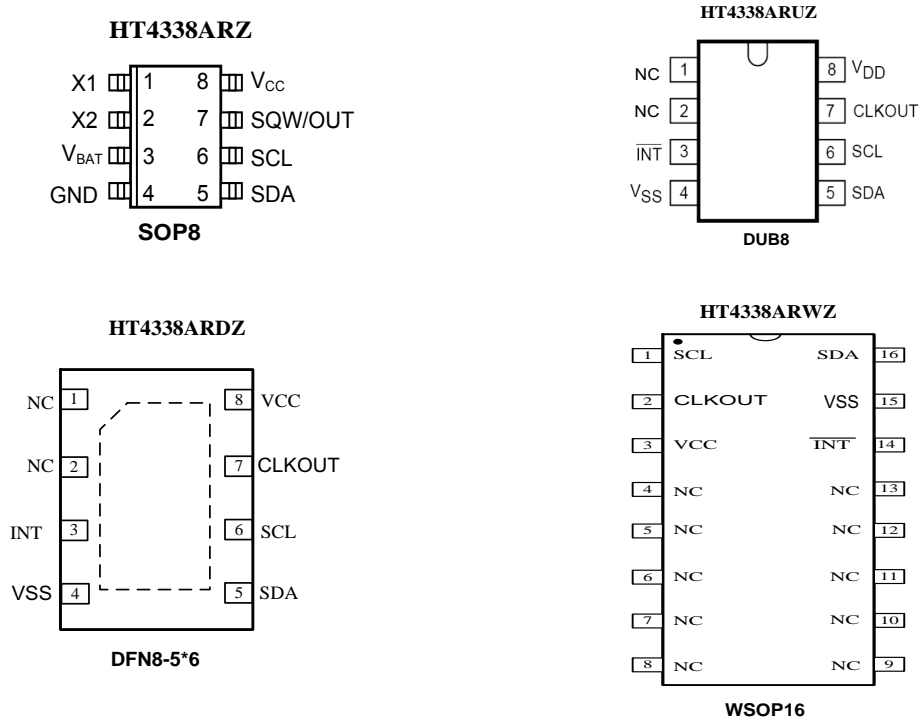 HT4338ARZ
X1 1 8 VCC
X2 2 7 SQW/OUT
VBAT 3 6 SCL
GND 4 5 SDA
SOP8
HT4338ARUZ
NC 1 8 VDD
NC 2 7 CLKOUT
INT 3 6 SCL
VSS 4 5 SDA
DUB8
HT4338ARDZ
NC 1 8 VCC
NC 2 7 CLKOUT
INT 3 6 SCL
VSS 4 5 SDA
DFN8-5*6
HT4338ARWZ
1 SCL SDA 16
2 CLKOUT VSS 15
3 VCC INT 14
4 NC NC 13
5 NC NC 12
6 NC NC 11
7 NC NC 10
8 NC NC 9
WSOP16